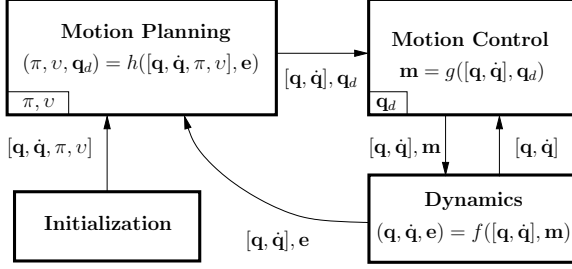 Motion Planning
(π, υ, q_d) = h([q, q̇, π, υ], e)
π, υ
[q, q̇], q_d
Motion Control
m = g([q, q̇], q_d)
q_d
[q, q̇, π, υ]
[q, q̇], m
[q, q̇]
Initialization
[q, q̇], e
Dynamics
(q, q̇, e) = f([q, q̇], m)